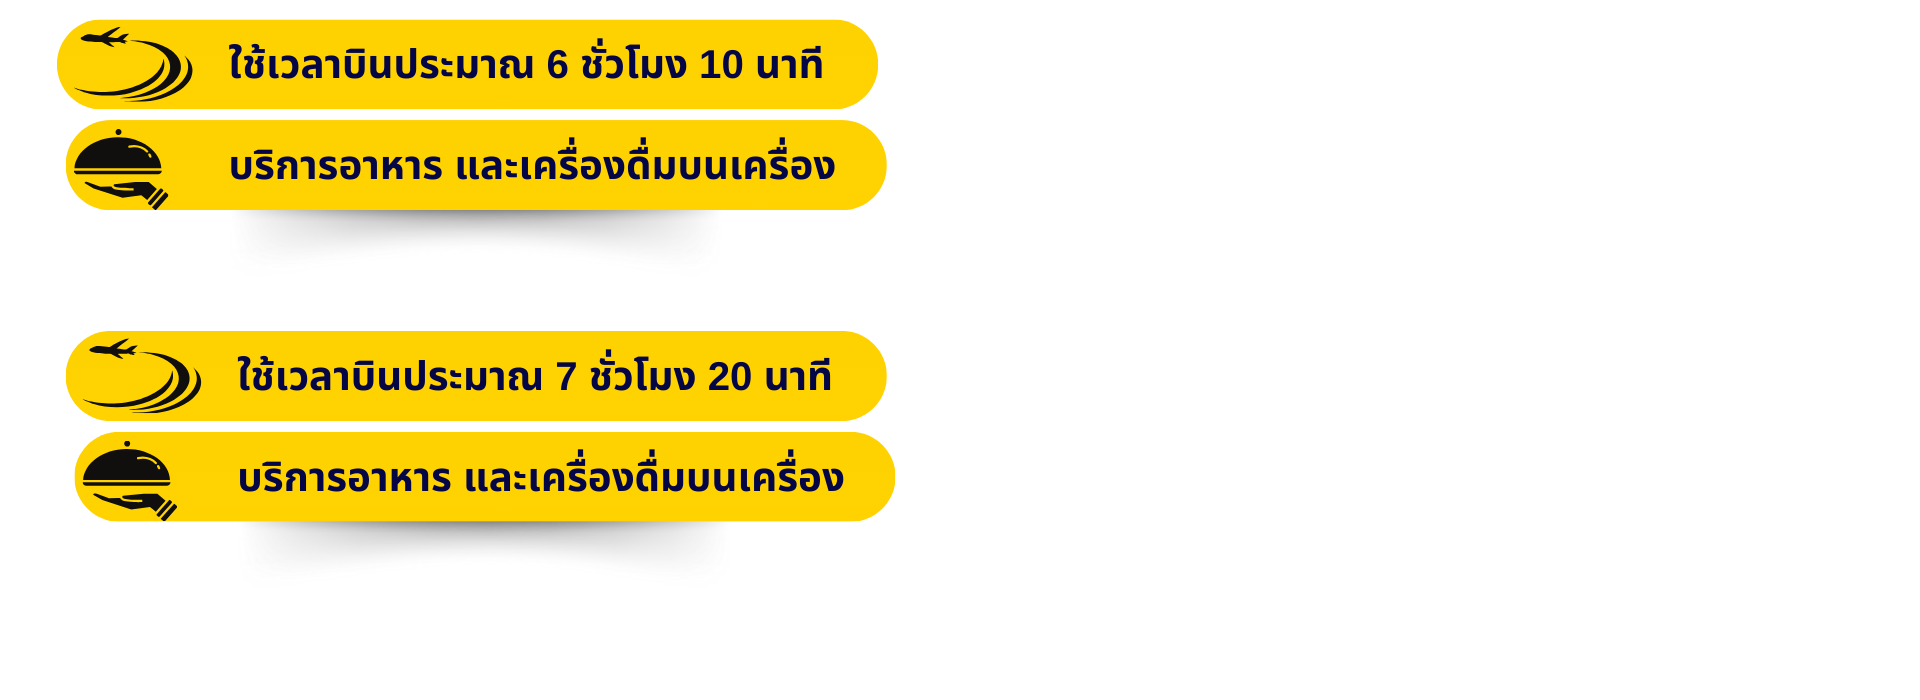 ใช้เวลาบินประมาณ 6 ชั่วโมง 10 นาที
บริการอาหาร และเครื่องดื่มบนเครื่อง
ใช้เวลาบินประมาณ 7 ชั่วโมง 20 นาที
บริการอาหาร และเครื่องดื่มบนเครื่อง